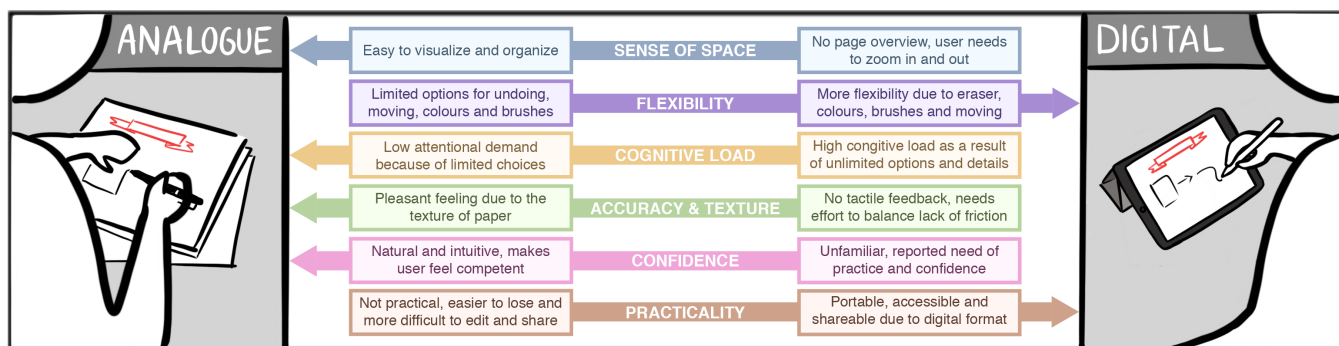 ANALOGUE
DIGITAL
Easy to visualize and organize
SENSE OF SPACE
No page overview, user needs
to zoom in and out
Limited options for undoing,
moving, colours and brushes
FLEXIBILITY
More flexibility due to eraser,
colours, brushes and moving
Low attentional demand
because of limited choices
COGNITIVE LOAD
High congitive load as a result
of unlimited options and details
Pleasant feeling due to the
texture of paper
ACCURACY & TEXTURE
No tactile feedback, needs
effort to balance lack of friction
Natural and intuitive, makes
user feel competent
CONFIDENCE
Unfamiliar, reported need of
practice and confidence
Not practical, easier to lose and
more difficult to edit and share
PRACTICALITY
Portable, accessible and
shareable due to digital format